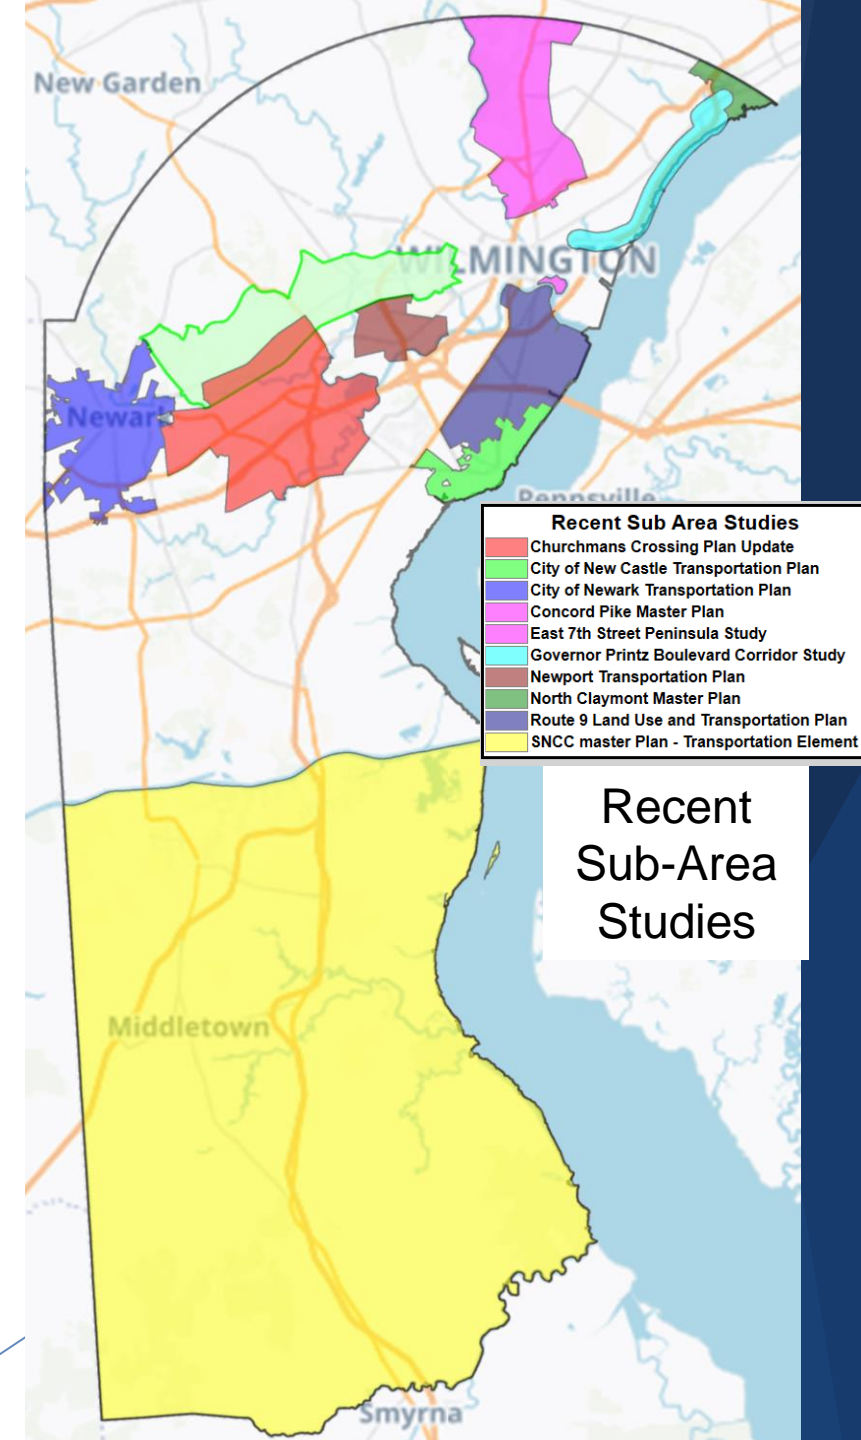 New Garden
WILMINGTON
Newark
Pennsville
Recent Sub Area Studies
Churchmans Crossing Plan Update
City of New Castle Transportation Plan
City of Newark Transportation Plan
Concord Pike Master Plan
East 7th Street Peninsula Study
Governor Printz Boulevard Corridor Study
Newport Transportation Plan
North Claymont Master Plan
Route 9 Land Use and Transportation Plan
SNCC master Plan - Transportation Element
Recent
Sub-Area
Studies
Middletown
Smyrna